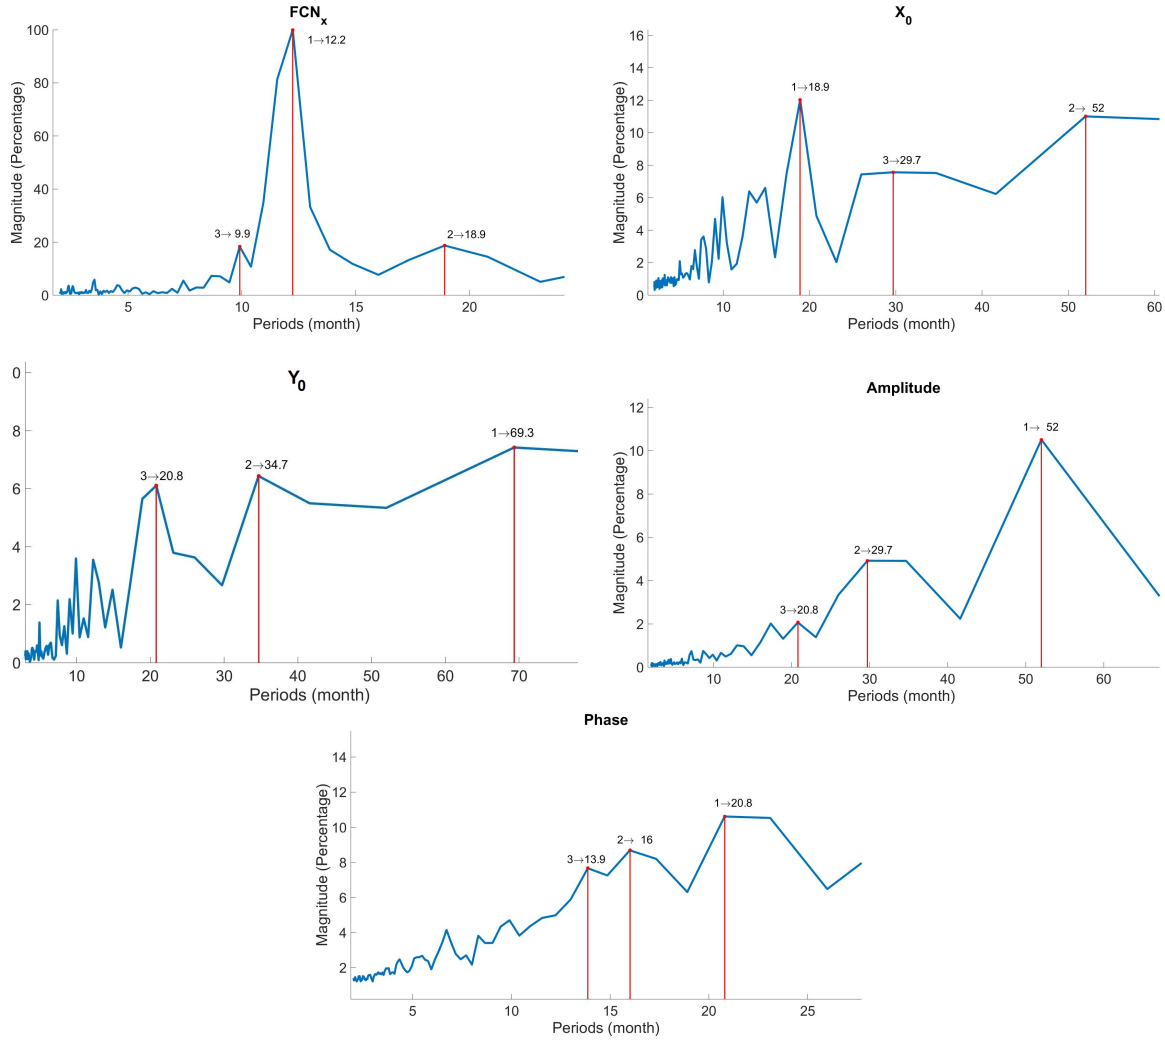 FCNx
100
80
60
40
20
0
Magnitude (Percentage)
1→12.2
3→ 9.9
2→18.9
5 10 15 20
Periods (month)
X0
16
14
12
10
8
6
4
2
0
Magnitude (Percentage)
1→18.9
2→ 52
3→29.7
10 20 30 40 50 60
Periods (month)
Y0
0
8
6
4
2
0
1→69.3
2→34.7
3→20.8
10 20 30 40 50 60 70
Periods (month)
Amplitude
12
10
8
6
4
2
0
Magnitude (Percentage)
1→ 52
2→29.7
3→20.8
10 20 30 40 50 60
Periods (month)
Phase
14
12
10
8
6
4
2
Magnitude (Percentage)
1→20.8
2→ 16
3→13.9
5 10 15 20 25
Periods (month)